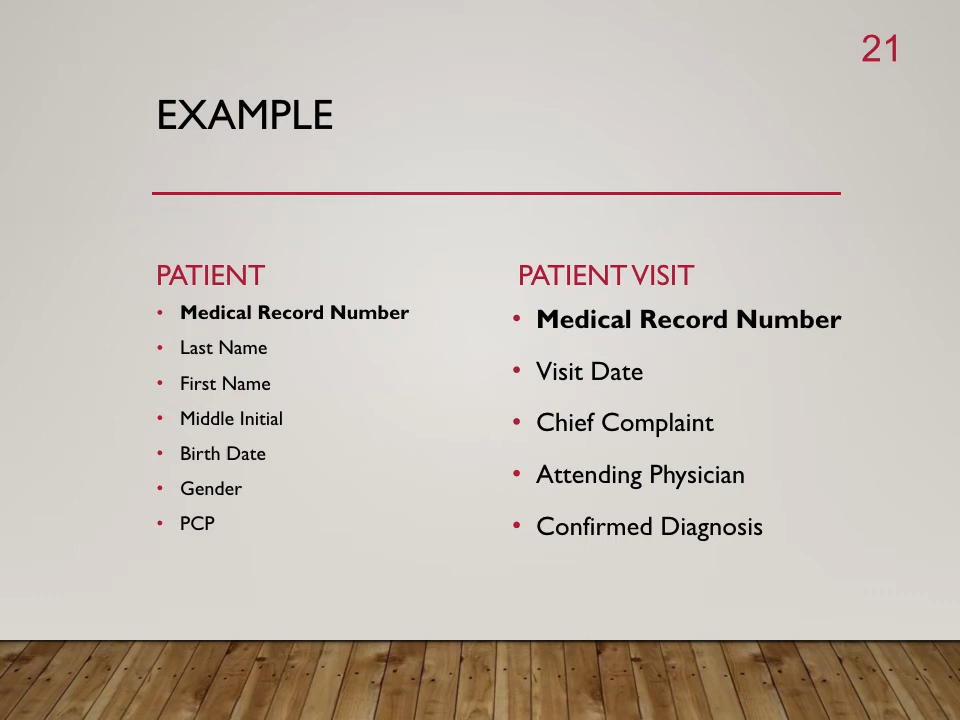 21
EXAMPLE
PATIENT
• Medical Record Number
• Last Name
• First Name
• Middle Initial
• Birth Date
• Gender
• PCP
PATIENT VISIT
• Medical Record Number
• Visit Date
• Chief Complaint
• Attending Physician
• Confirmed Diagnosis